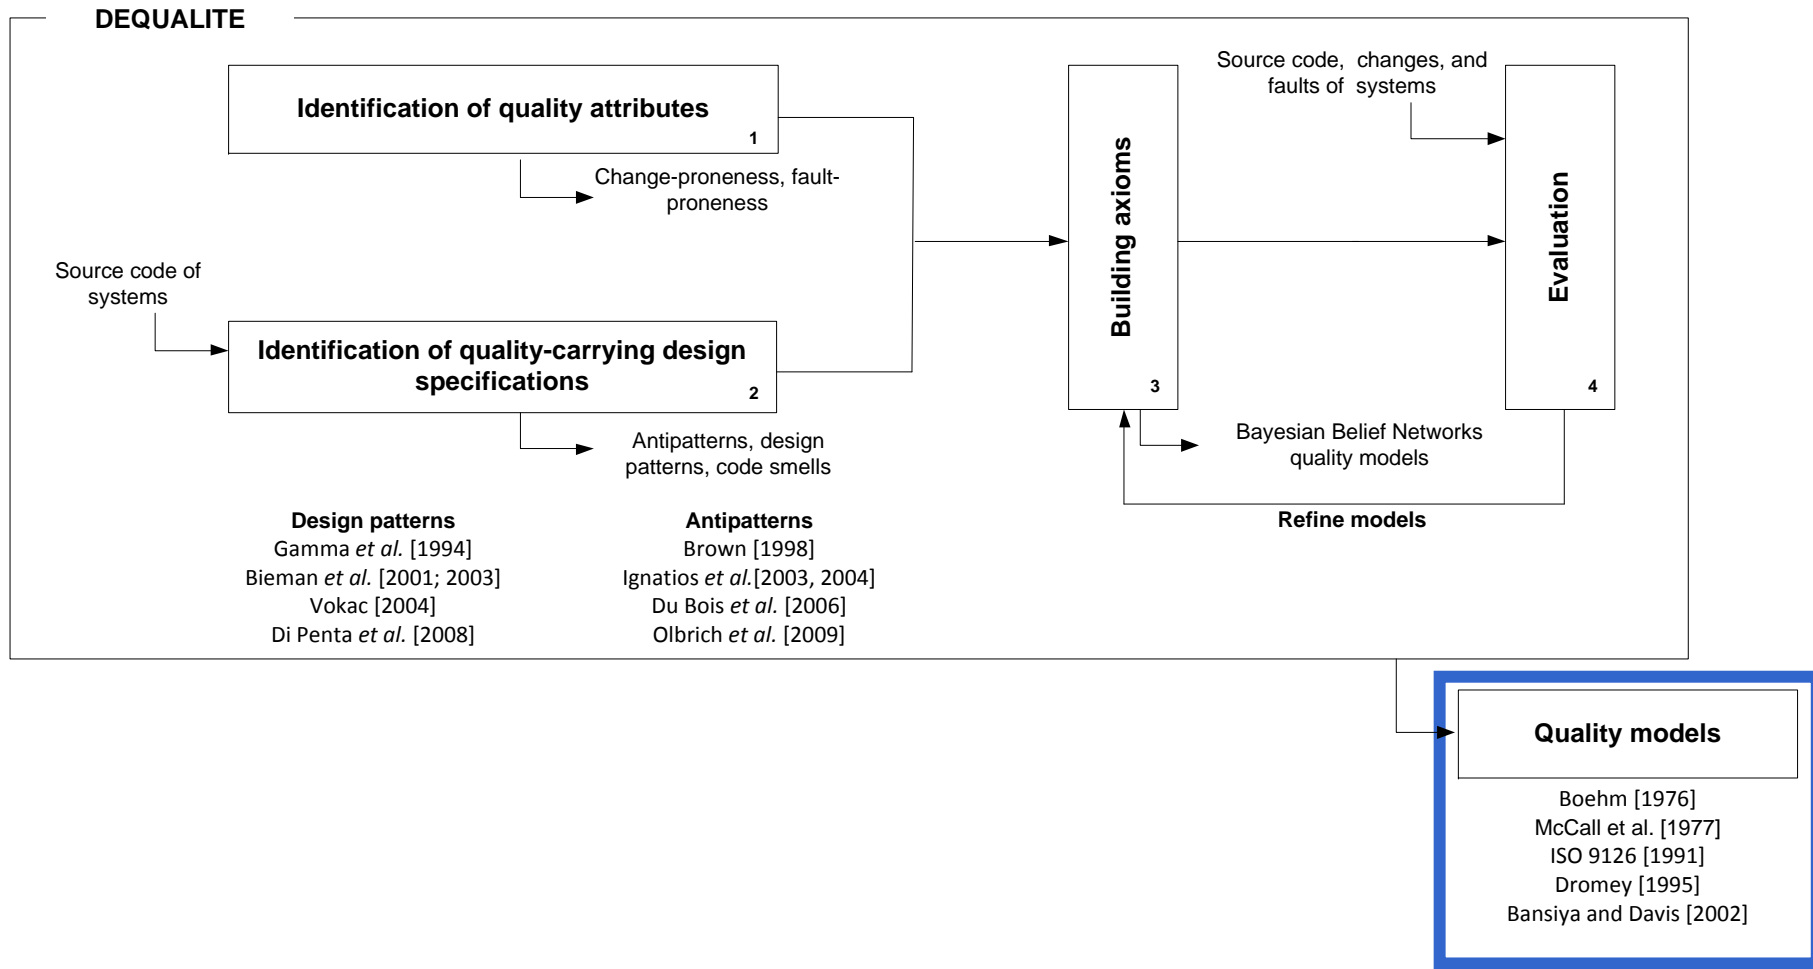 DEQUALITE
Identification of quality attributes
1
Change-proneness, fault-
proneness
Source code of
systems
Identification of quality-carrying design
specifications
2
Antipatterns, design
patterns, code smells
Design patterns
Gamma et al. [1994]
Bieman et al. [2001; 2003]
Vokac [2004]
Di Penta et al. [2008]
Antipatterns
Brown [1998]
Ignatios et al.[2003, 2004]
Du Bois et al. [2006]
Olbrich et al. [2009]
Building axioms
3
Bayesian Belief Networks
quality models
Source code, changes, and
faults of systems
Evaluation
4
Refine models
Quality models
Boehm [1976]
McCall et al. [1977]
ISO 9126 [1991]
Dromey [1995]
Bansiya and Davis [2002]